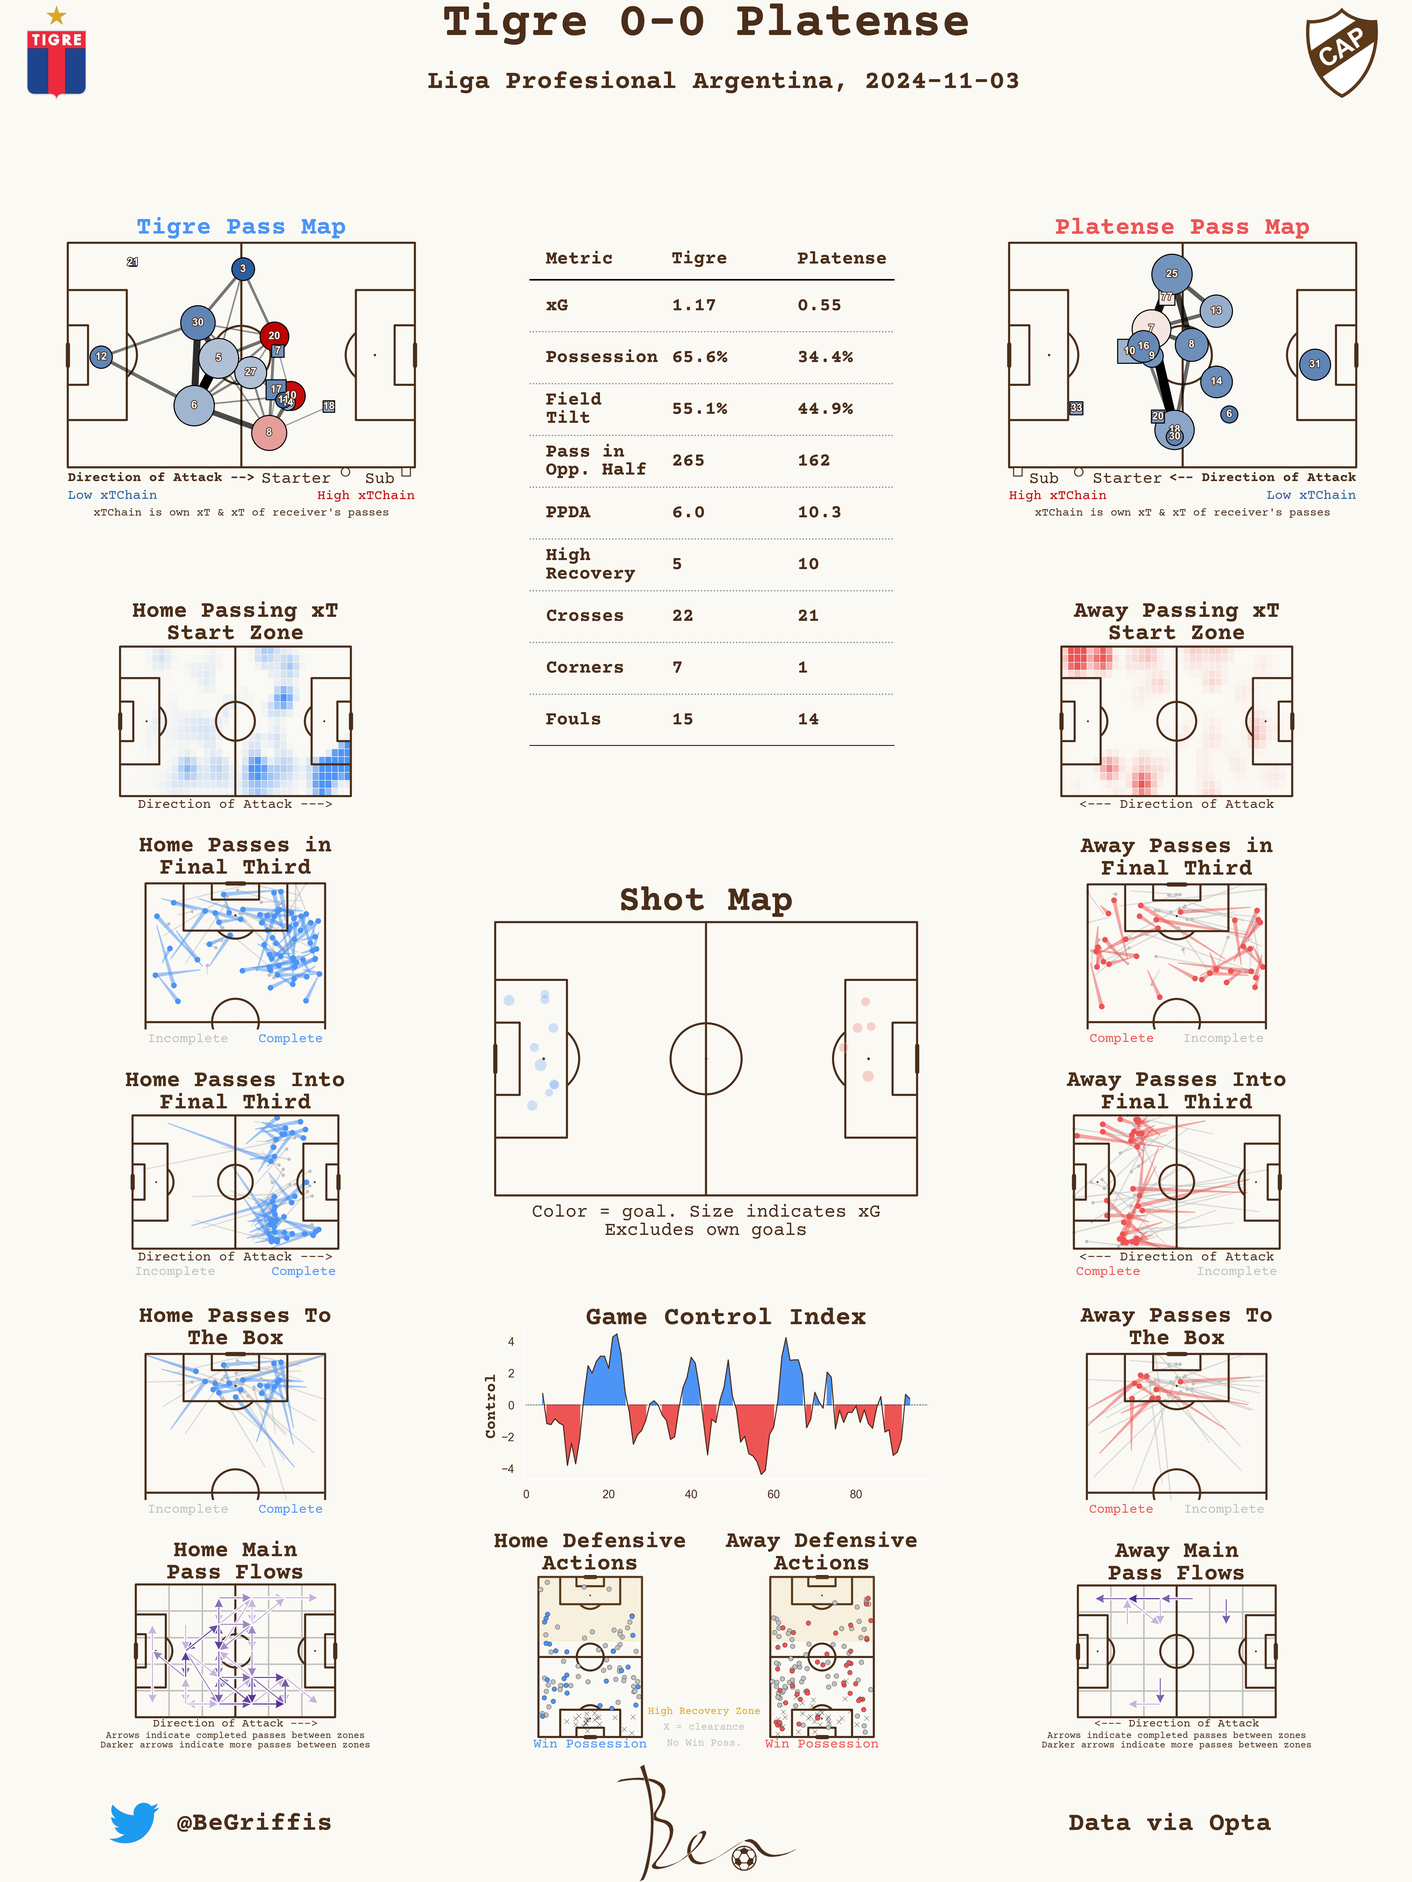 Tigre 0-0 Platense
Liga Profesional Argentina, 2024-11-03
TIGRE
CAP
Tigre Pass Map
21
3
30
20
12
5
7
27
17
10
11
14
6
18
8
Direction of Attack --> Starter Sub
Low xTChain High xTChain
xTChain is own xT & xT of receiver's passes
Metric Tigre Platense
xG 1.17 0.55
Possession 65.6% 34.4%
Field
Tilt 55.1% 44.9%
Pass in
Opp. Half 265 162
PPDA 6.0 10.3
High
Recovery 5 10
Crosses 22 21
Corners 7 1
Fouls 15 14
Platense Pass Map
25
77
13
7
16
8
10
9
31
14
33
20
6
18
30
Sub Starter <-- Direction of Attack
High xTChain Low xTChain
xTChain is own xT & xT of receiver's passes
Home Passing xT
Start Zone
Direction of Attack --->
Away Passing xT
Start Zone
<--- Direction of Attack
Home Passes in
Final Third
Incomplete Complete
Away Passes in
Final Third
Complete Incomplete
Shot Map
Color = goal. Size indicates xG
Excludes own goals
Home Passes Into
Final Third
Direction of Attack --->
Incomplete Complete
Away Passes Into
Final Third
<--- Direction of Attack
Complete Incomplete
Home Passes To
The Box
Incomplete Complete
Game Control Index
Control
4
2
0
−2
−4
0 20 40 60 80
Away Passes To
The Box
Complete Incomplete
Home Main
Pass Flows
Direction of Attack --->
Arrows indicate completed passes between zones
Darker arrows indicate more passes between zones
Home Defensive
Actions
Win Possession
Away Defensive
Actions
Win Possession
High Recovery Zone
X = clearance
No Win Poss.
Away Main
Pass Flows
<--- Direction of Attack
Arrows indicate completed passes between zones
Darker arrows indicate more passes between zones
@BeGriffis
Ben
Data via Opta